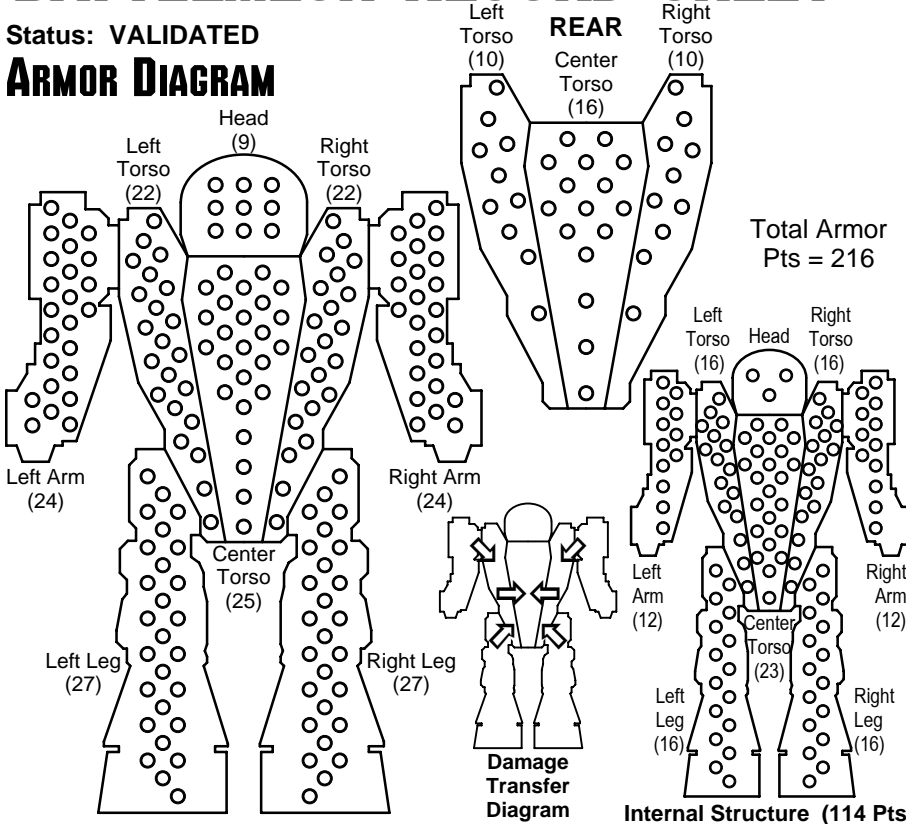 Status: VALIDATED
ARMOR DIAGRAM
Head
(9)
Left
Torso
(22)
Right
Torso
(22)
Left Arm
(24)
Right Arm
(24)
Center
Torso
(25)
Left Leg
(27)
Right Leg
(27)
Left
Torso
(10)
REAR
Center
Torso
(16)
Right
Torso
(10)
Total Armor
Pts = 216
Damage
Transfer
Diagram
Left
Torso
(16)
Head
Right
Torso
(16)
Left
Arm
(12)
Right
Arm
(12)
Center
Torso
(23)
Left
Leg
(16)
Right
Leg
(16)
Internal Structure (114 Pts